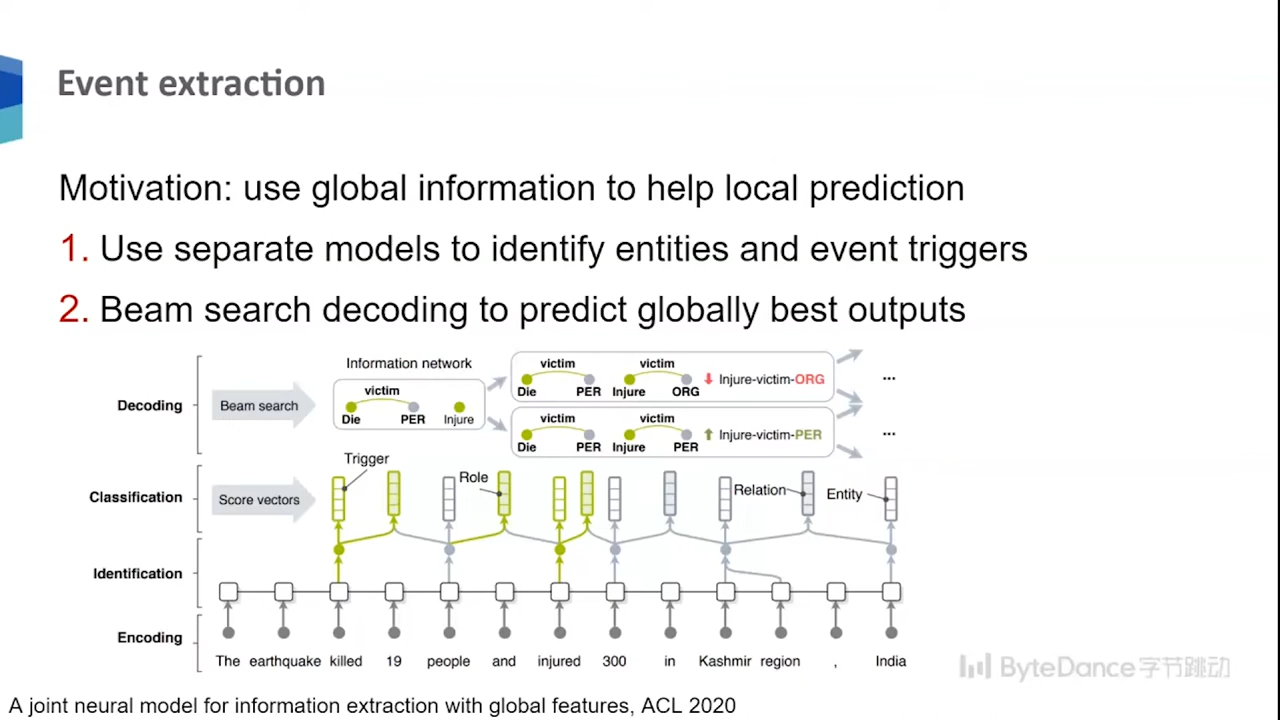 Event extraction
Motivation: use global information to help local prediction
1. Use separate models to identify entities and event triggers
2. Beam search decoding to predict globally best outputs
Decoding
Beam search
Information network
victim
Die PER Injure
victim victim
Die PER Injure ORG
Injure-victim-ORG
...
victim victim
Die PER Injure PER
Injure-victim-PER
...
Classification
Score vectors
Trigger
Role
Relation
Entity
Identification
Encoding
The earthquake killed 19 people and injured 300 in Kashmir region , India
ByteDance字节跳动
A joint neural model for information extraction with global features, ACL 2020